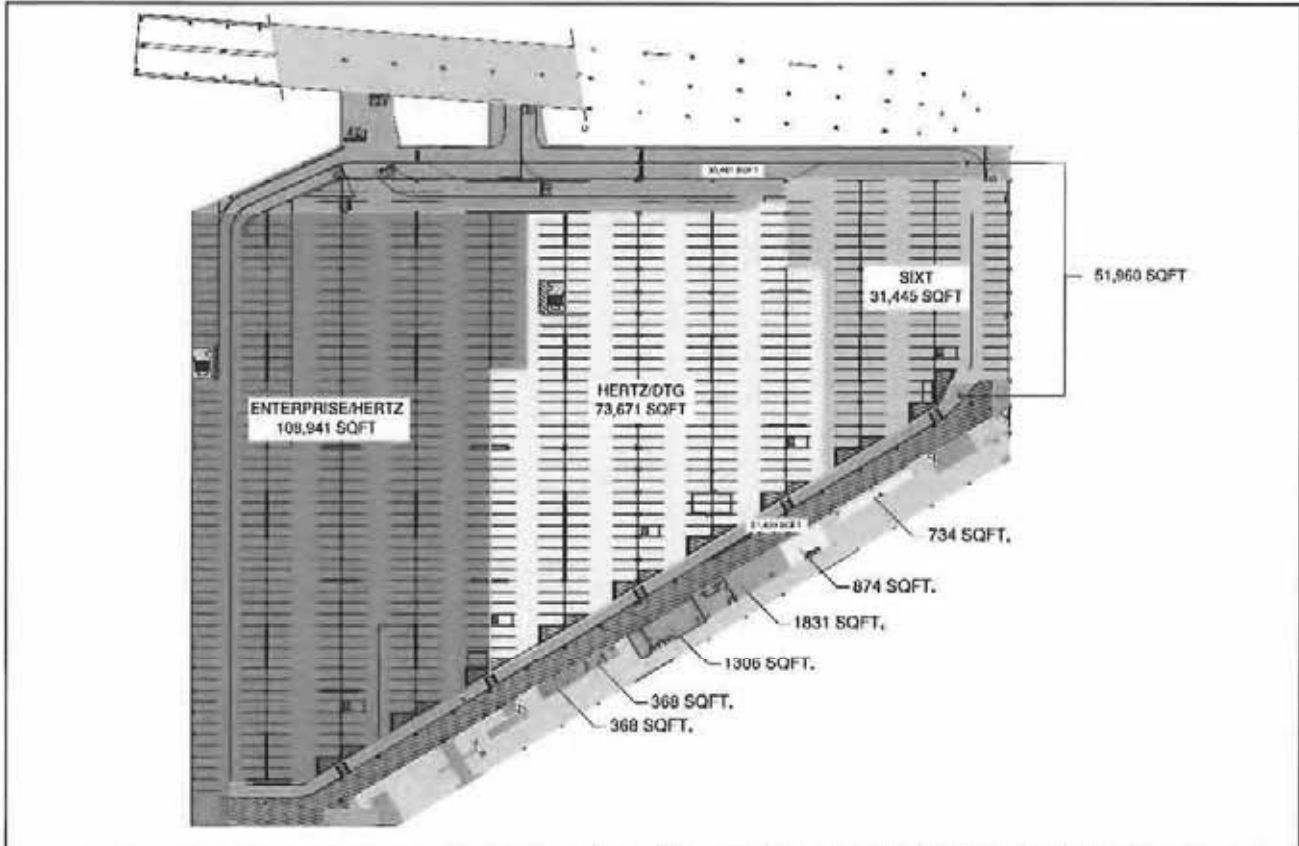 SIXT
31,445 SQFT
51,960 SQFT
HERTZ/DTG
73,671 SQFT
ENTERPRISE/HERTZ
108,941 SQFT
734 SQFT.
874 SQFT.
1831 SQFT.
1306 SQFT.
368 SQFT.
368 SQFT.